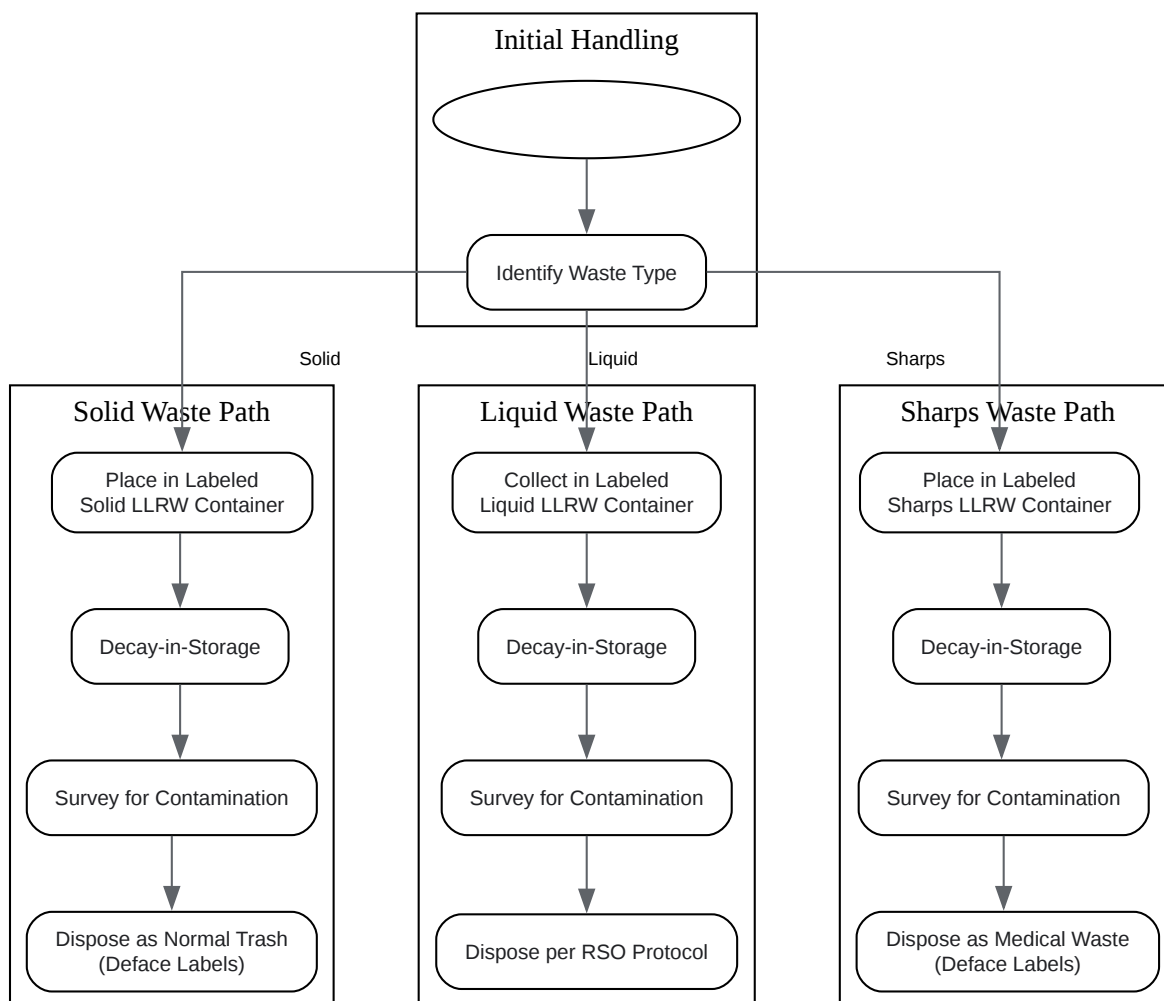 Initial Handling
Identify Waste Type
Solid
Liquid
Sharps
Solid Waste Path
Place in Labeled
Solid LLRW Container
Decay-in-Storage
Survey for Contamination
Dispose as Normal Trash
(Deface Labels)
Liquid Waste Path
Collect in Labeled
Liquid LLRW Container
Decay-in-Storage
Survey for Contamination
Dispose per RSO Protocol
Sharps Waste Path
Place in Labeled
Sharps LLRW Container
Decay-in-Storage
Survey for Contamination
Dispose as Medical Waste
(Deface Labels)